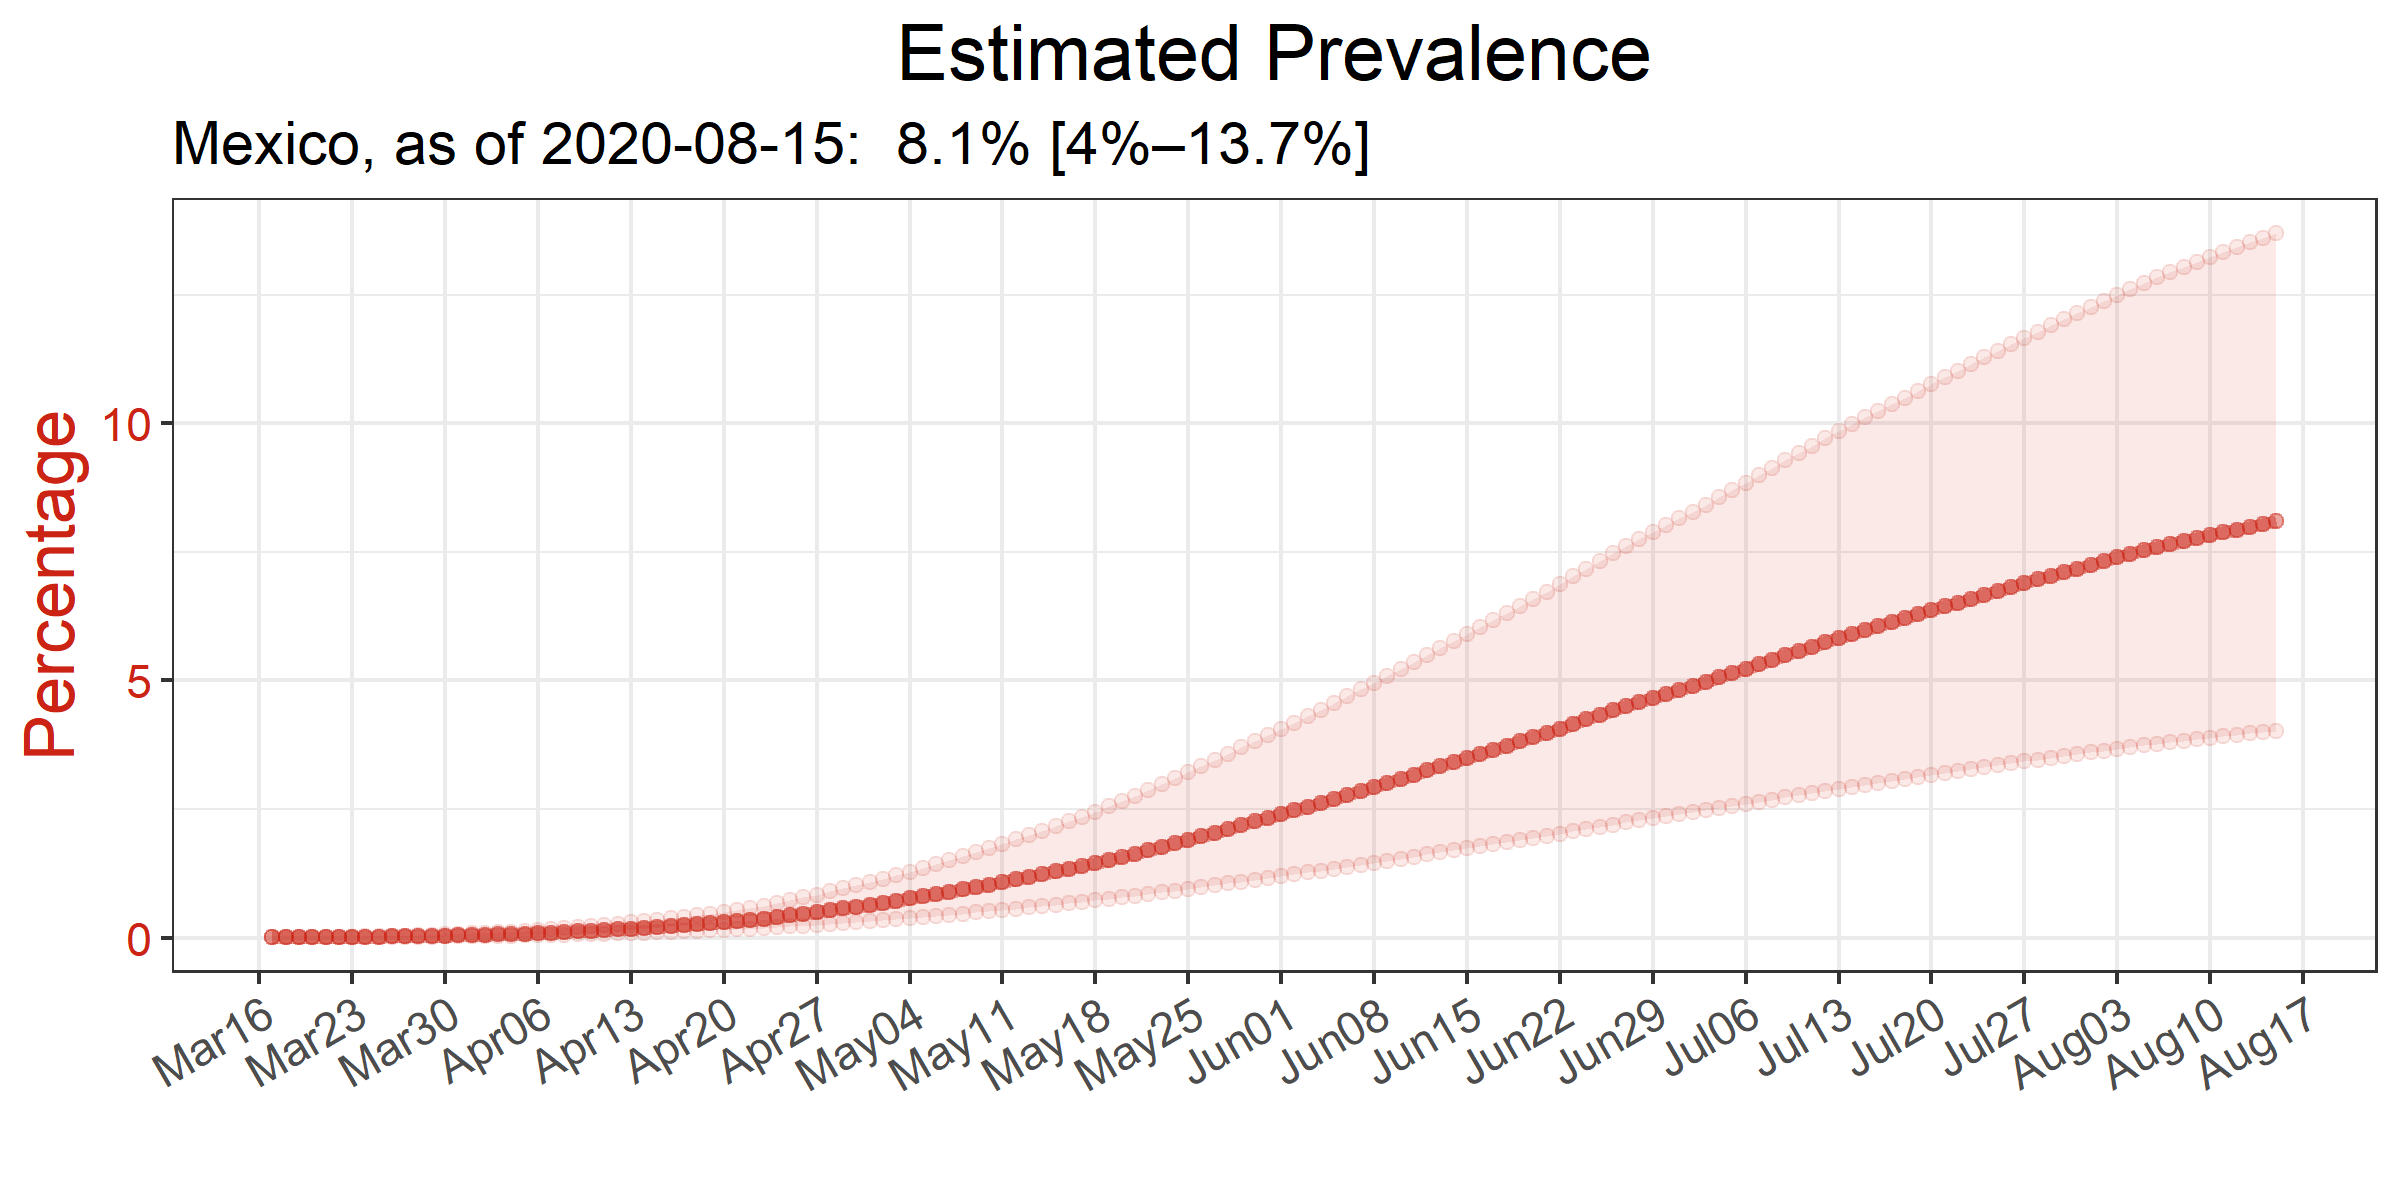 Estimated Prevalence
Mexico, as of 2020-08-15:  8.1% [4%–13.7%]
Percentage
10
5
0
Mar16
Mar23
Mar30
Apr06
Apr13
Apr20
Apr27
May04
May11
May18
May25
Jun01
Jun08
Jun15
Jun22
Jun29
Jul06
Jul13
Jul20
Jul27
Aug03
Aug10
Aug17